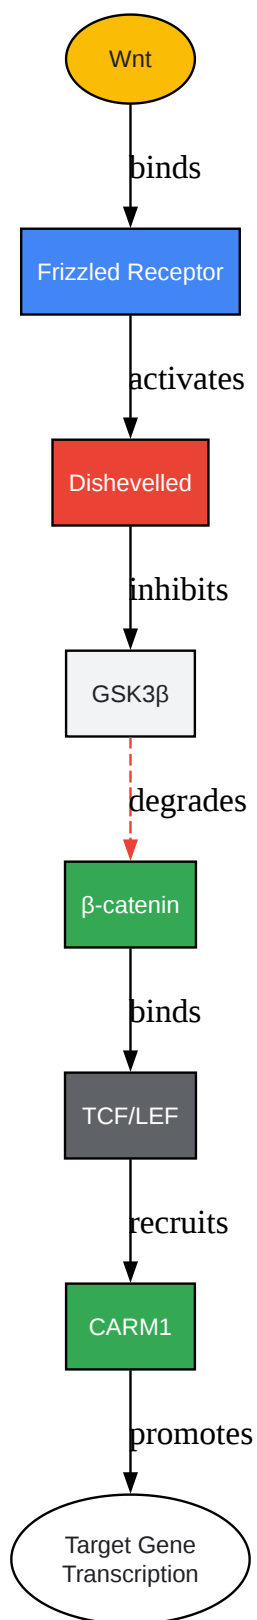 Wnt
binds
Frizzled Receptor
activates
Dishevelled
inhibits
GSK3β
degrades
β-catenin
binds
TCF/LEF
recruits
CARM1
promotes
Target Gene
Transcription